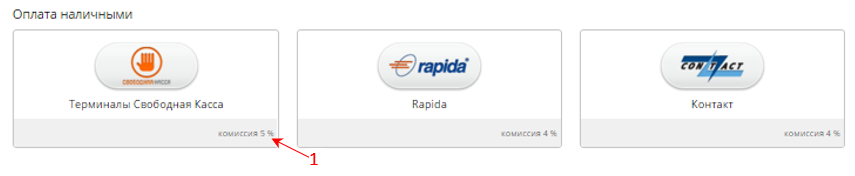 Оплата наличными
СВОБОДНАЯ КАССА
rapida
CONTACT
Терминалы Свободная Касса
Rapida
Контакт
комиссия 5 %
комиссия 4 %
комиссия 4 %
1